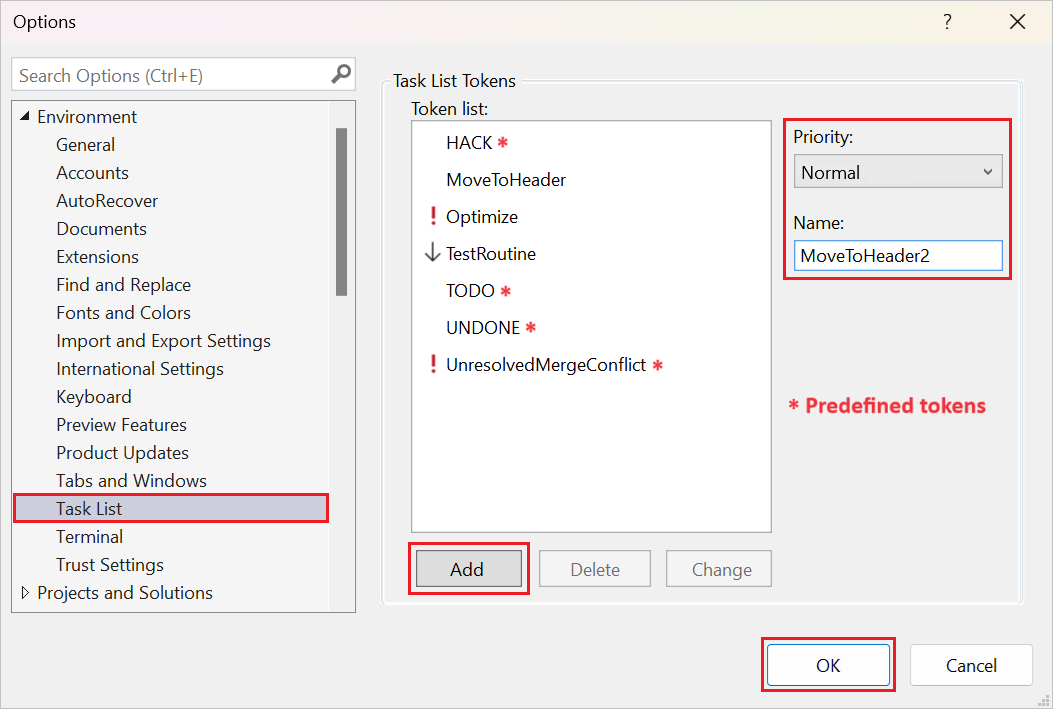 Options
?
Search Options (Ctrl+E)
Environment
General
Accounts
AutoRecover
Documents
Extensions
Find and Replace
Fonts and Colors
Import and Export Settings
International Settings
Keyboard
Preview Features
Product Updates
Tabs and Windows
Task List
Terminal
Trust Settings
Projects and Solutions
Task List Tokens
Token list:
HACK *
MoveToHeader
! Optimize
↓ TestRoutine
TODO *
UNDONE *
! UnresolvedMergeConflict *
Add
Delete
Change
Priority:
Normal
Name:
MoveToHeader2
* Predefined tokens
OK
Cancel